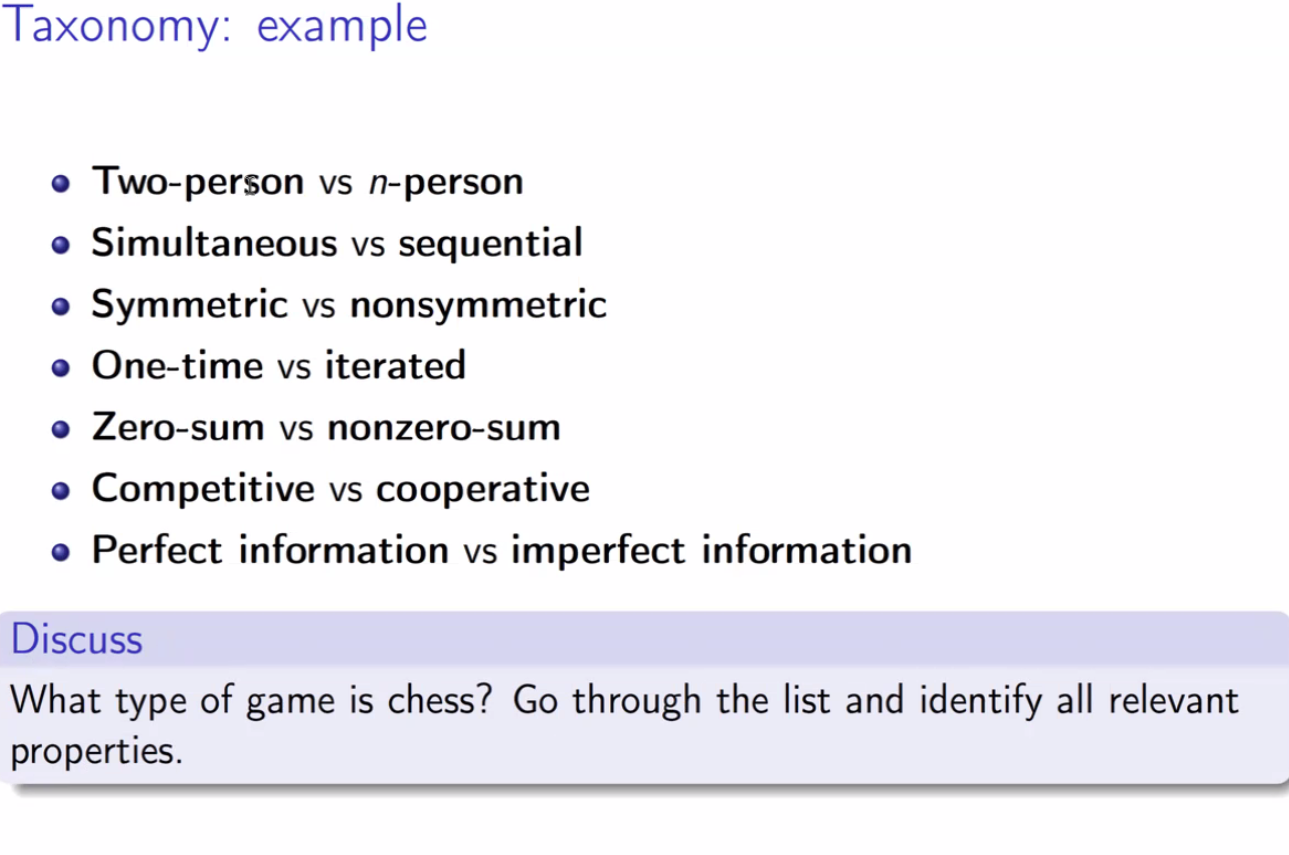 Taxonomy: example
Two-person vs n-person
Simultaneous vs sequential
Symmetric vs nonsymmetric
One-time vs iterated
Zero-sum vs nonzero-sum
Competitive vs cooperative
Perfect information vs imperfect information
Discuss
What type of game is chess? Go through the list and identify all relevant
properties.